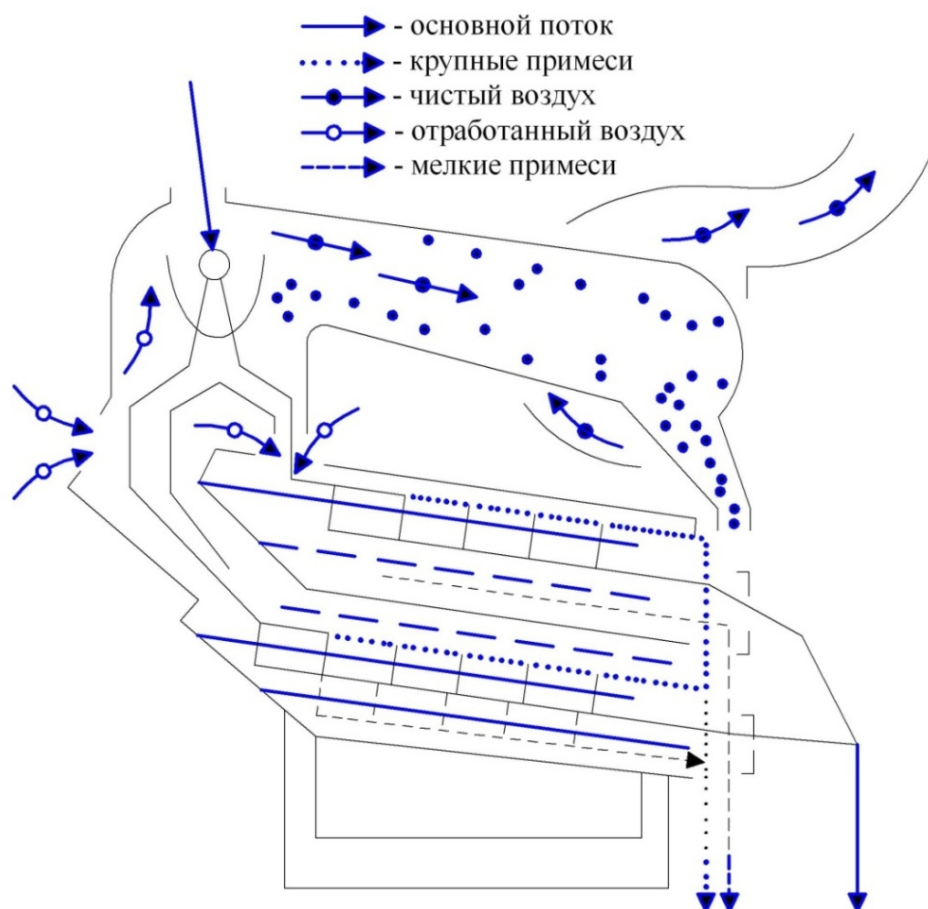 - основной поток
- крупные примеси
- чистый воздух
- отработанный воздух
- мелкие примеси